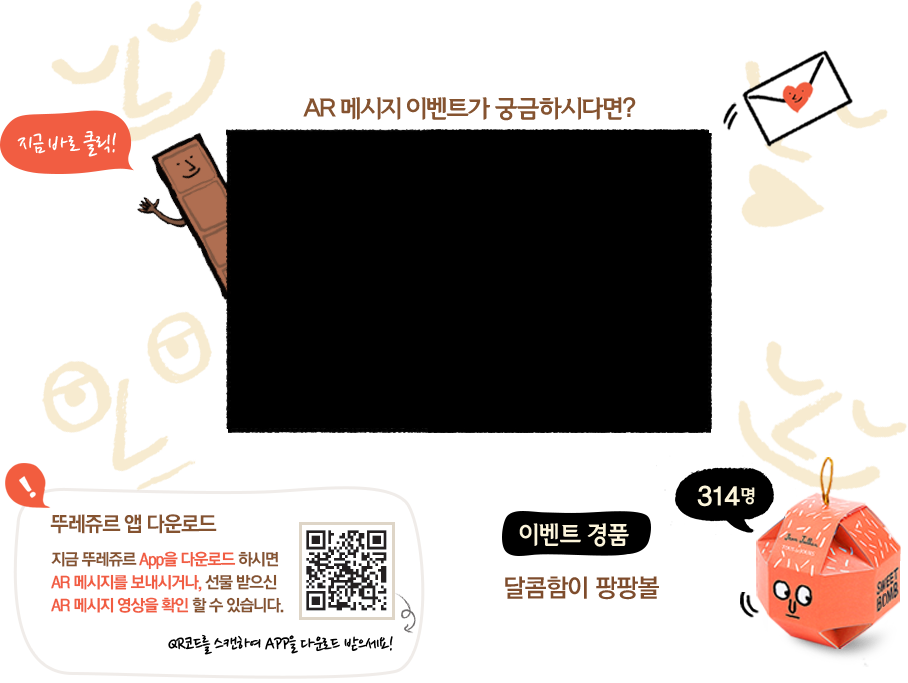 AR 메시지 이벤트가 궁금하시다면?
지금 바로 클릭!
뚜레쥬르 앱 다운로드
지금 뚜레쥬르 App을 다운로드 하시면
AR 메시지를 보내시거나, 선물 받으신
AR 메시지 영상을 확인 할 수 있습니다.
QR코드를 스캔하여 APP을 다운로드 받으세요!
314명
이벤트 경품
달콤함이 팡팡볼
Jean Jullien
SWEET
BOMB